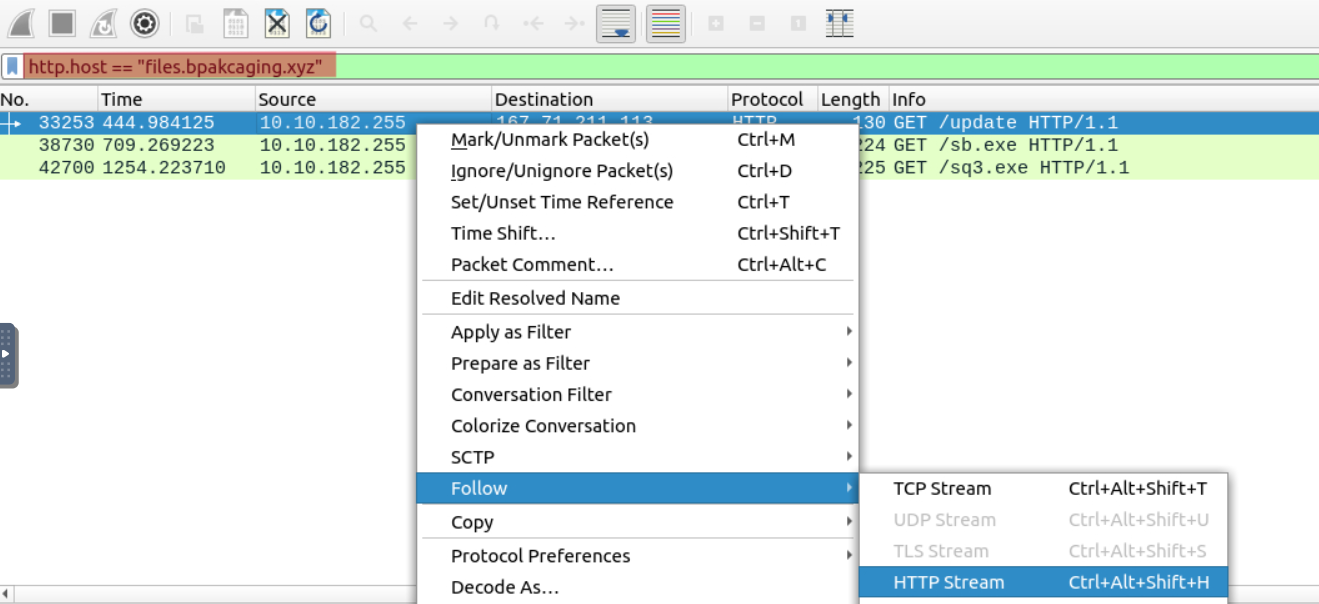 http.host == "files.bpakcaging.xyz"
No. Time Source Destination Protocol Length Info
33253 444.984125 10.10.182.255 167.71.211.113 HTTP 130 GET /update HTTP/1.1
38730 709.269223 10.10.182.255 224 GET /sb.exe HTTP/1.1
42700 1254.223710 10.10.182.255 225 GET /sq3.exe HTTP/1.1
Mark/Unmark Packet(s) Ctrl+M
Ignore/Unignore Packet(s) Ctrl+D
Set/Unset Time Reference Ctrl+T
Time Shift… Ctrl+Shift+T
Packet Comment… Ctrl+Alt+C
Edit Resolved Name
Apply as Filter
Prepare as Filter
Conversation Filter
Colorize Conversation
SCTP
Follow
TCP Stream Ctrl+Alt+Shift+T
UDP Stream Ctrl+Alt+Shift+U
TLS Stream Ctrl+Alt+Shift+S
HTTP Stream Ctrl+Alt+Shift+H
Copy
Protocol Preferences
Decode As…